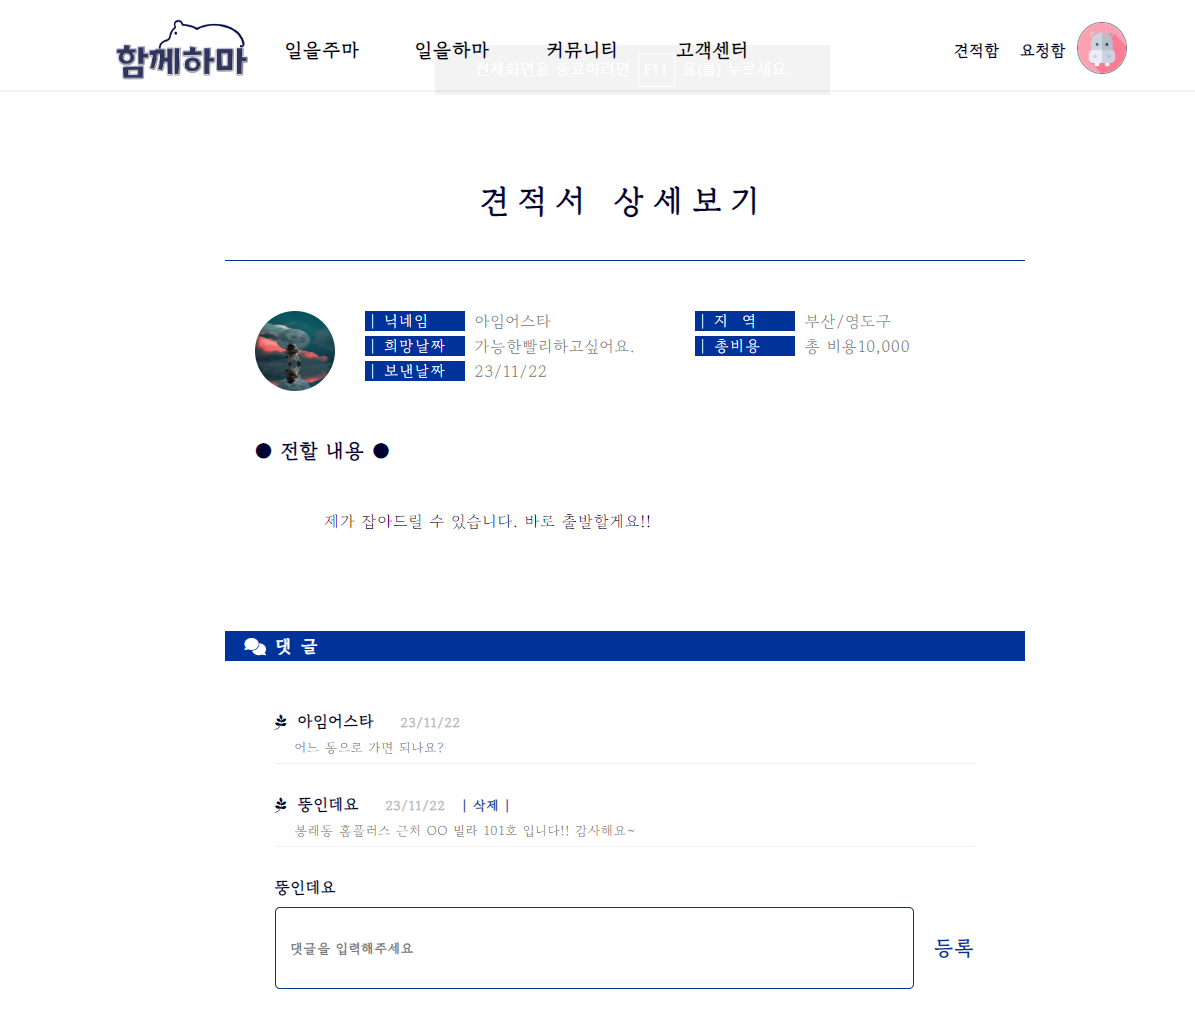 함께하마 일을주마 일을하마 커뮤니티 고객센터 견적함 요청함
전체화면을 종료하려면 F11 을(를) 누르세요.
견적서 상세보기
| 닉네임 아임어스타 | 지 역 부산/영도구
| 희망날짜 가능한빨리하고싶어요. | 총비용 총 비용10,000
| 보낸날짜 23/11/22
● 전할 내용 ●
제가 잡아드릴 수 있습니다. 바로 출발할게요!!
댓 글
아임어스타 23/11/22
어느 동으로 가면 되나요?
뚱인데요 23/11/22 | 삭제 |
봉래동 홈플러스 근처 OO 빌라 101호 입니다!! 감사해요~
뚱인데요
댓글을 입력해주세요
등록